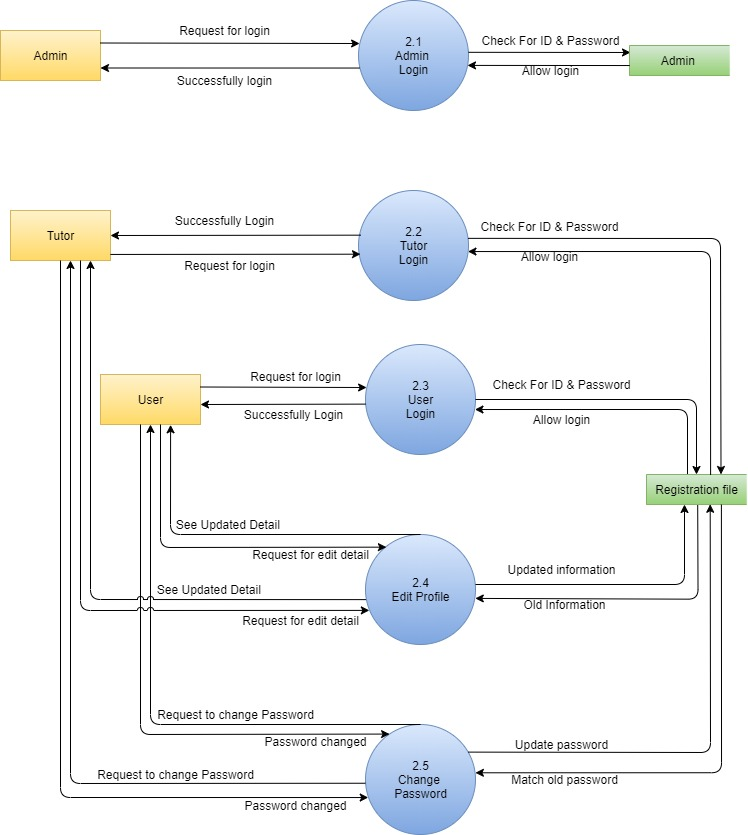 Request for login
2.1
Admin
Login
Check For ID & Password
Admin
Admin
Allow login
Successfully login
Successfully Login
2.2
Tutor
Login
Check For ID & Password
Tutor
Allow login
Request for login
Request for login
2.3
User
Login
Check For ID & Password
User
Successfully Login
Allow login
Registration file
See Updated Detail
Request for edit detail
Updated information
2.4
Edit Profile
See Updated Detail
Old Information
Request for edit detail
Request to change Password
Password changed
Update password
2.5
Change
Password
Request to change Password
Match old password
Password changed